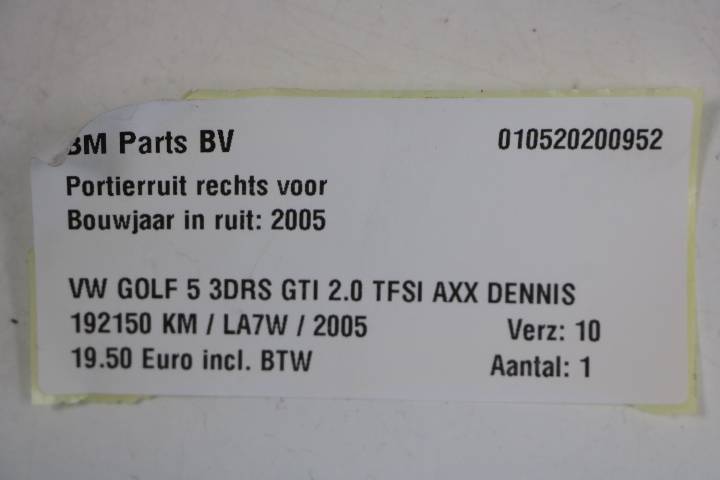 BM Parts BV 010520200952
Portierruit rechts voor
Bouwjaar in ruit: 2005
VW GOLF 5 3DRS GTI 2.0 TFSI AXX DENNIS
192150 KM / LA7W / 2005 Verz: 10
19.50 Euro incl. BTW Aantal: 1